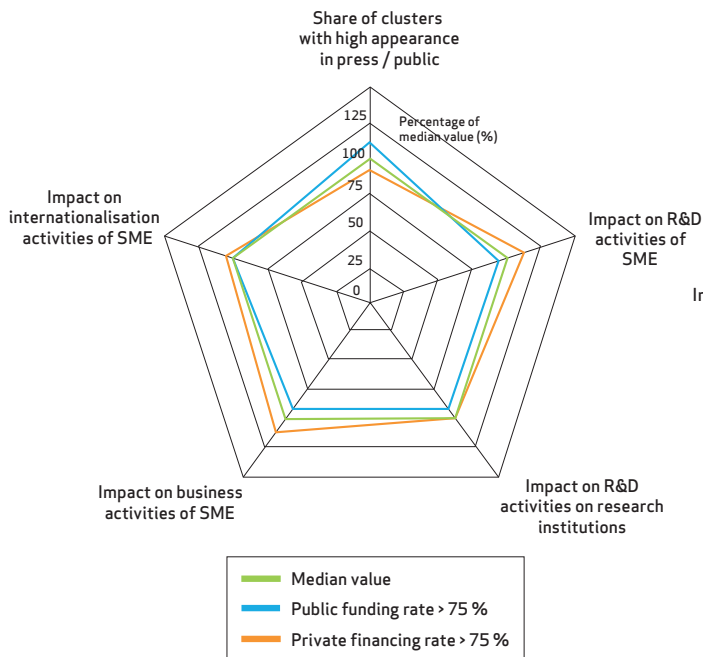 Share of clusters
with high appearance
in press / public
125
Percentage of
median value (%)
100
75
50
25
0
Impact on
internationalisation
activities of SME
Impact on R&D
activities of
SME
In
Impact on business
activities of SME
Impact on R&D
activities on research
institutions
Median value
Public funding rate > 75 %
Private financing rate > 75 %